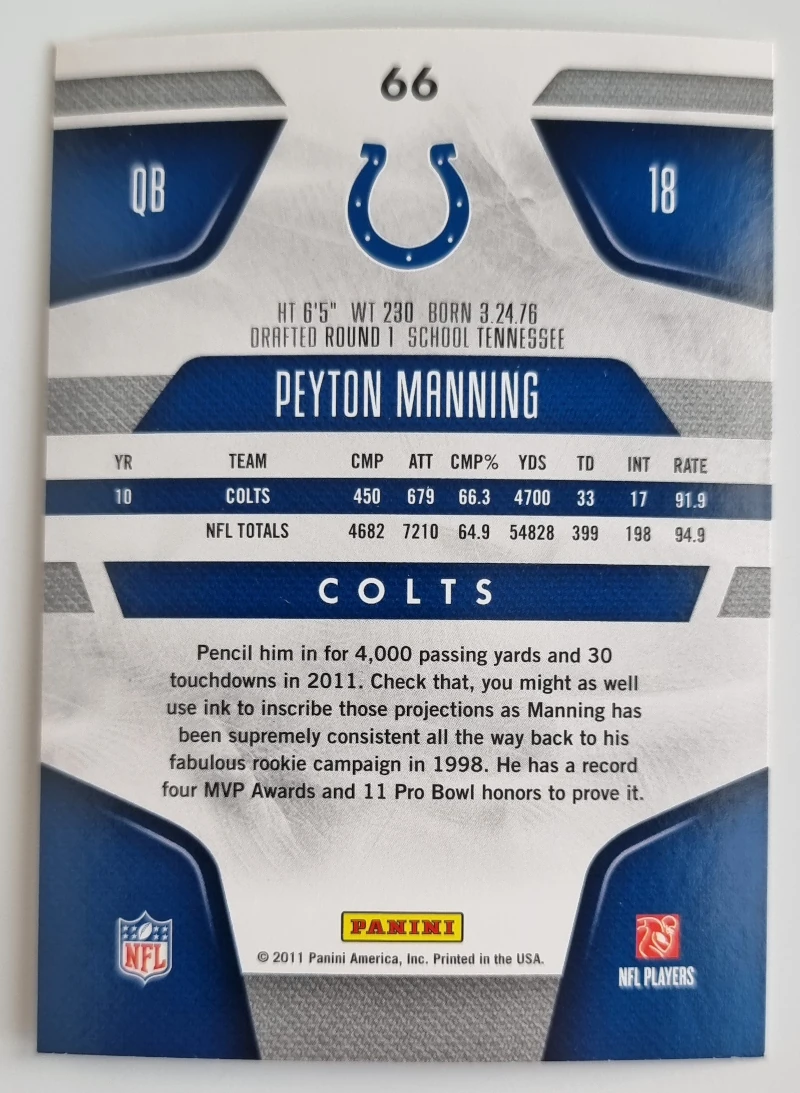 66
QB
18
HT 6'5" WT 230 BORN 3.24.76
DRAFTED ROUND 1 SCHOOL TENNESSEE
PEYTON MANNING
YR TEAM CMP ATT CMP% YDS TD INT RATE
10 COLTS 450 679 66.3 4700 33 17 91.9
NFL TOTALS 4682 7210 64.9 54828 399 198 94.9
COLTS
Pencil him in for 4,000 passing yards and 30
touchdowns in 2011. Check that, you might as well
use ink to inscribe those projections as Manning has
been supremely consistent all the way back to his
fabulous rookie campaign in 1998. He has a record
four MVP Awards and 11 Pro Bowl honors to prove it.
NFL
PANINI
© 2011 Panini America, Inc. Printed in the USA.
NFL PLAYERS